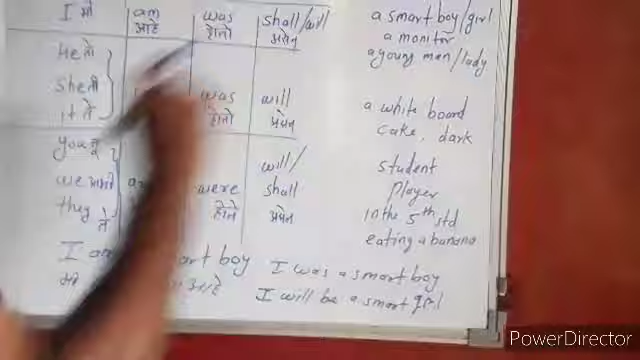 I मी am आहे was होतो shall/will असेन a smart boy/girl
a monitor
He तो a young man/lady
She ती
it ते was होतो will असेन a white board
cake, dark
you तू
we आम्ही were होते will/shall असेन student
they ते player
in the 5th std
eating a banana
I am smart boy I was a smart boy
मी आहे I will be a smart girl
PowerDirector